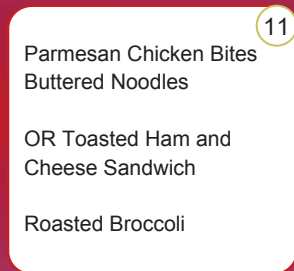 11
Parmesan Chicken Bites
Buttered Noodles
OR Toasted Ham and
Cheese Sandwich
Roasted Broccoli